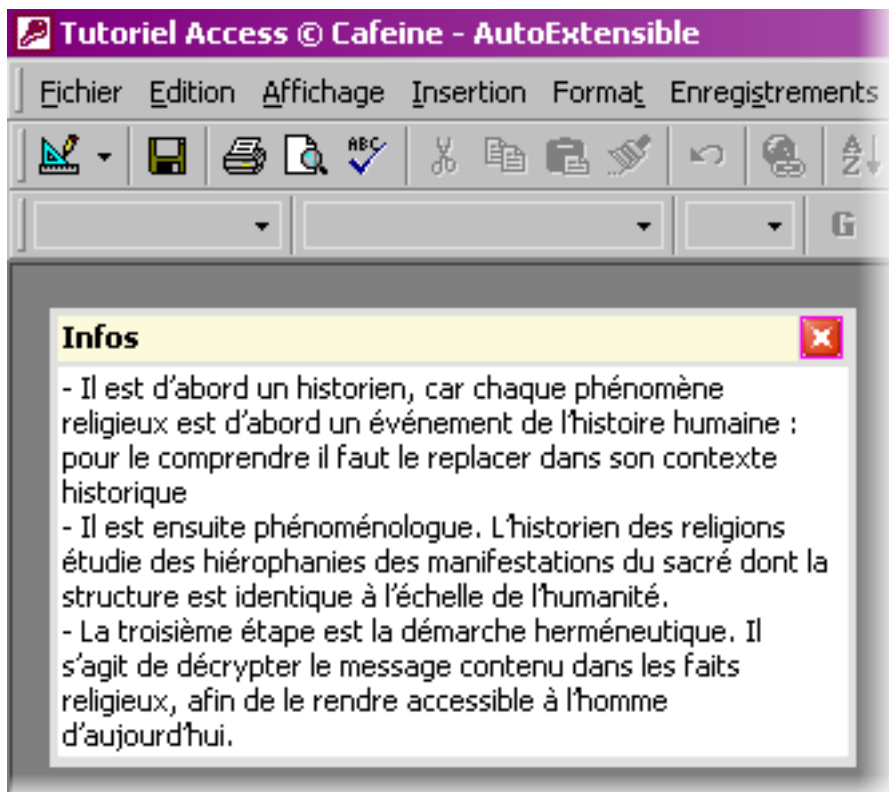 Tutoriel Access © Cafeine - AutoExtensible
Fichier Edition Affichage Insertion Format Enregistrements
ABC
A
Z
G
Infos
- Il est d'abord un historien, car chaque phénomène
religieux est d'abord un événement de l'histoire humaine :
pour le comprendre il faut le replacer dans son contexte
historique
- Il est ensuite phénoménologue. L'historien des religions
étudie des hiérophanies des manifestations du sacré dont la
structure est identique à l'échelle de l'humanité.
- La troisième étape est la démarche herméneutique. Il
s'agit de décrypter le message contenu dans les faits
religieux, afin de le rendre accessible à l'homme
d'aujourd'hui.